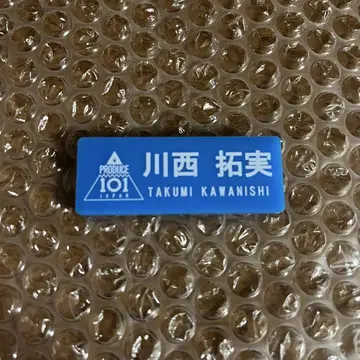 PRODUCE
101
JAPAN
川西 拓実
TAKUMI KAWANISHI